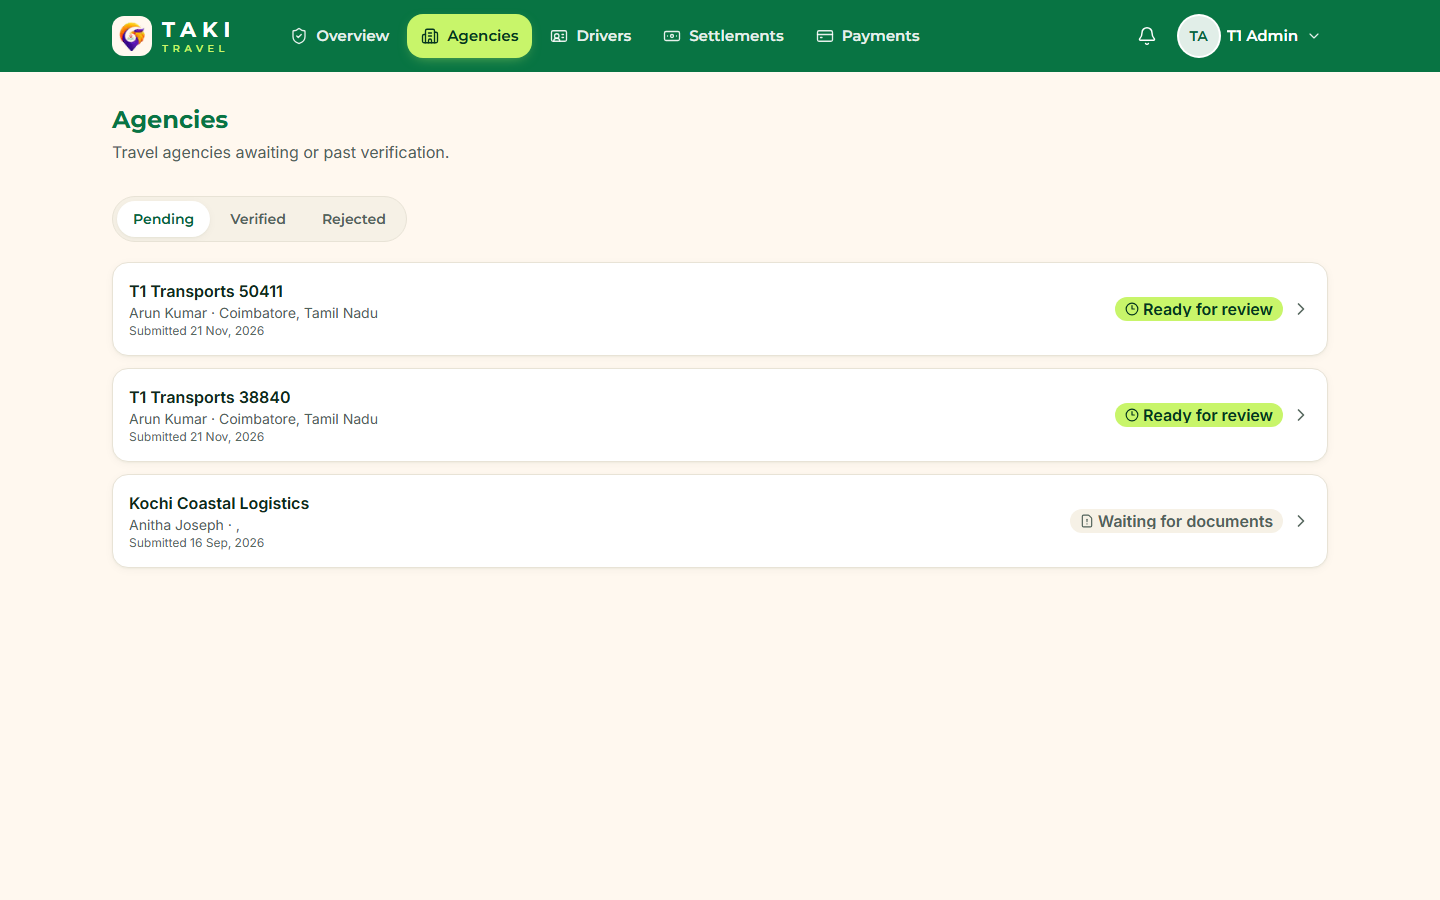 TAKI
TRAVEL
Overview
Agencies
Drivers
Settlements
Payments
TA
T1 Admin
Agencies
Travel agencies awaiting or past verification.
Pending
Verified
Rejected
T1 Transports 50411
Arun Kumar · Coimbatore, Tamil Nadu
Submitted 21 Nov, 2026
Ready for review
T1 Transports 38840
Arun Kumar · Coimbatore, Tamil Nadu
Submitted 21 Nov, 2026
Ready for review
Kochi Coastal Logistics
Anitha Joseph · ,
Submitted 16 Sep, 2026
Waiting for documents